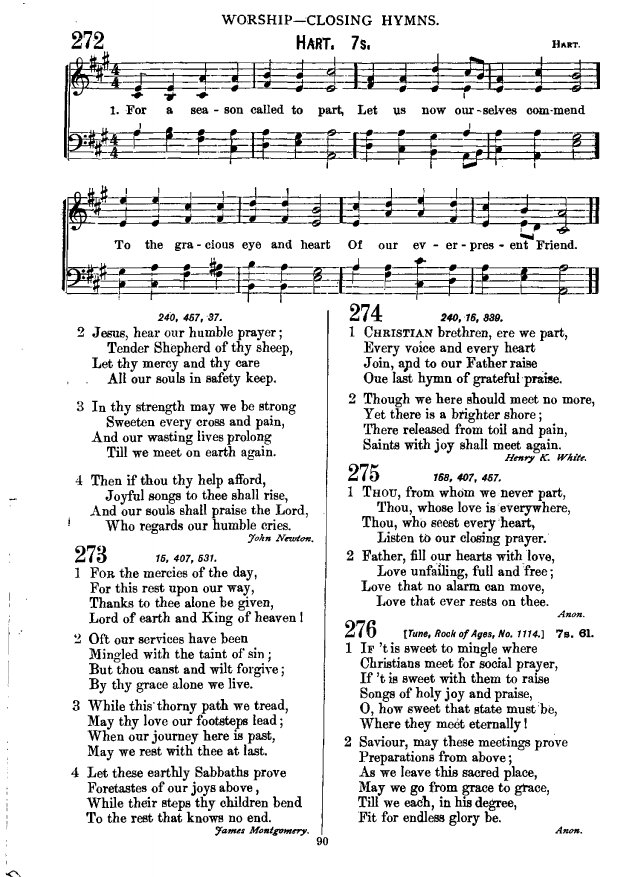 WORSHIP—CLOSING HYMNS.
272
HART. 7s.
HART.
1. For a sea - son called to part, Let us now our - selves com-mend
To the gra - cious eye and heart Of our ev - er - pres - ent Friend.
240, 457, 37.
2 Jesus, hear our humble prayer;
Tender Shepherd of thy sheep,
Let thy mercy and thy care
All our souls in safety keep.
3 In thy strength may we be strong
Sweeten every cross and pain,
And our wasting lives prolong
Till we meet on earth again.
4 Then if thou thy help afford,
Joyful songs to thee shall rise,
And our souls shall praise the Lord,
Who regards our humble cries.
John Newton.
273
15, 407, 531.
1 FOR the mercies of the day,
For this rest upon our way,
Thanks to thee alone be given,
Lord of earth and King of heaven!
2 Oft our services have been
Mingled with the taint of sin;
But thou canst and wilt forgive;
By thy grace alone we live.
3 While this thorny path we tread,
May thy love our footsteps lead;
When our journey here is past,
May we rest with thee at last.
4 Let these earthly Sabbaths prove
Foretastes of our joys above,
While their steps thy children bend
To the rest that knows no end.
James Montgomery.
274
240, 15, 339.
1 CHRISTIAN brethren, ere we part,
Every voice and every heart
Join, and to our Father raise
One last hymn of grateful praise.
2 Though we here should meet no more,
Yet there is a brighter shore;
There released from toil and pain,
Saints with joy shall meet again.
Henry K. White.
275
168, 407, 457.
1 THOU, from whom we never part,
Thou, whose love is everywhere,
Thou, who seest every heart,
Listen to our closing prayer.
2 Father, fill our hearts with love,
Love unfailing, full and free;
Love that no alarm can move,
Love that ever rests on thee.
Anon.
276
[Tune, Rock of Ages, No. 1114.] 7s. 6l.
1 IF 't is sweet to mingle where
Christians meet for social prayer,
If 't is sweet with them to raise
Songs of holy joy and praise,
O, how sweet that state must be,
Where they meet eternally!
2 Saviour, may these meetings prove
Preparations from above;
As we leave this sacred place,
May we go from grace to grace,
Till we each, in his degree,
Fit for endless glory be.
Anon.
90